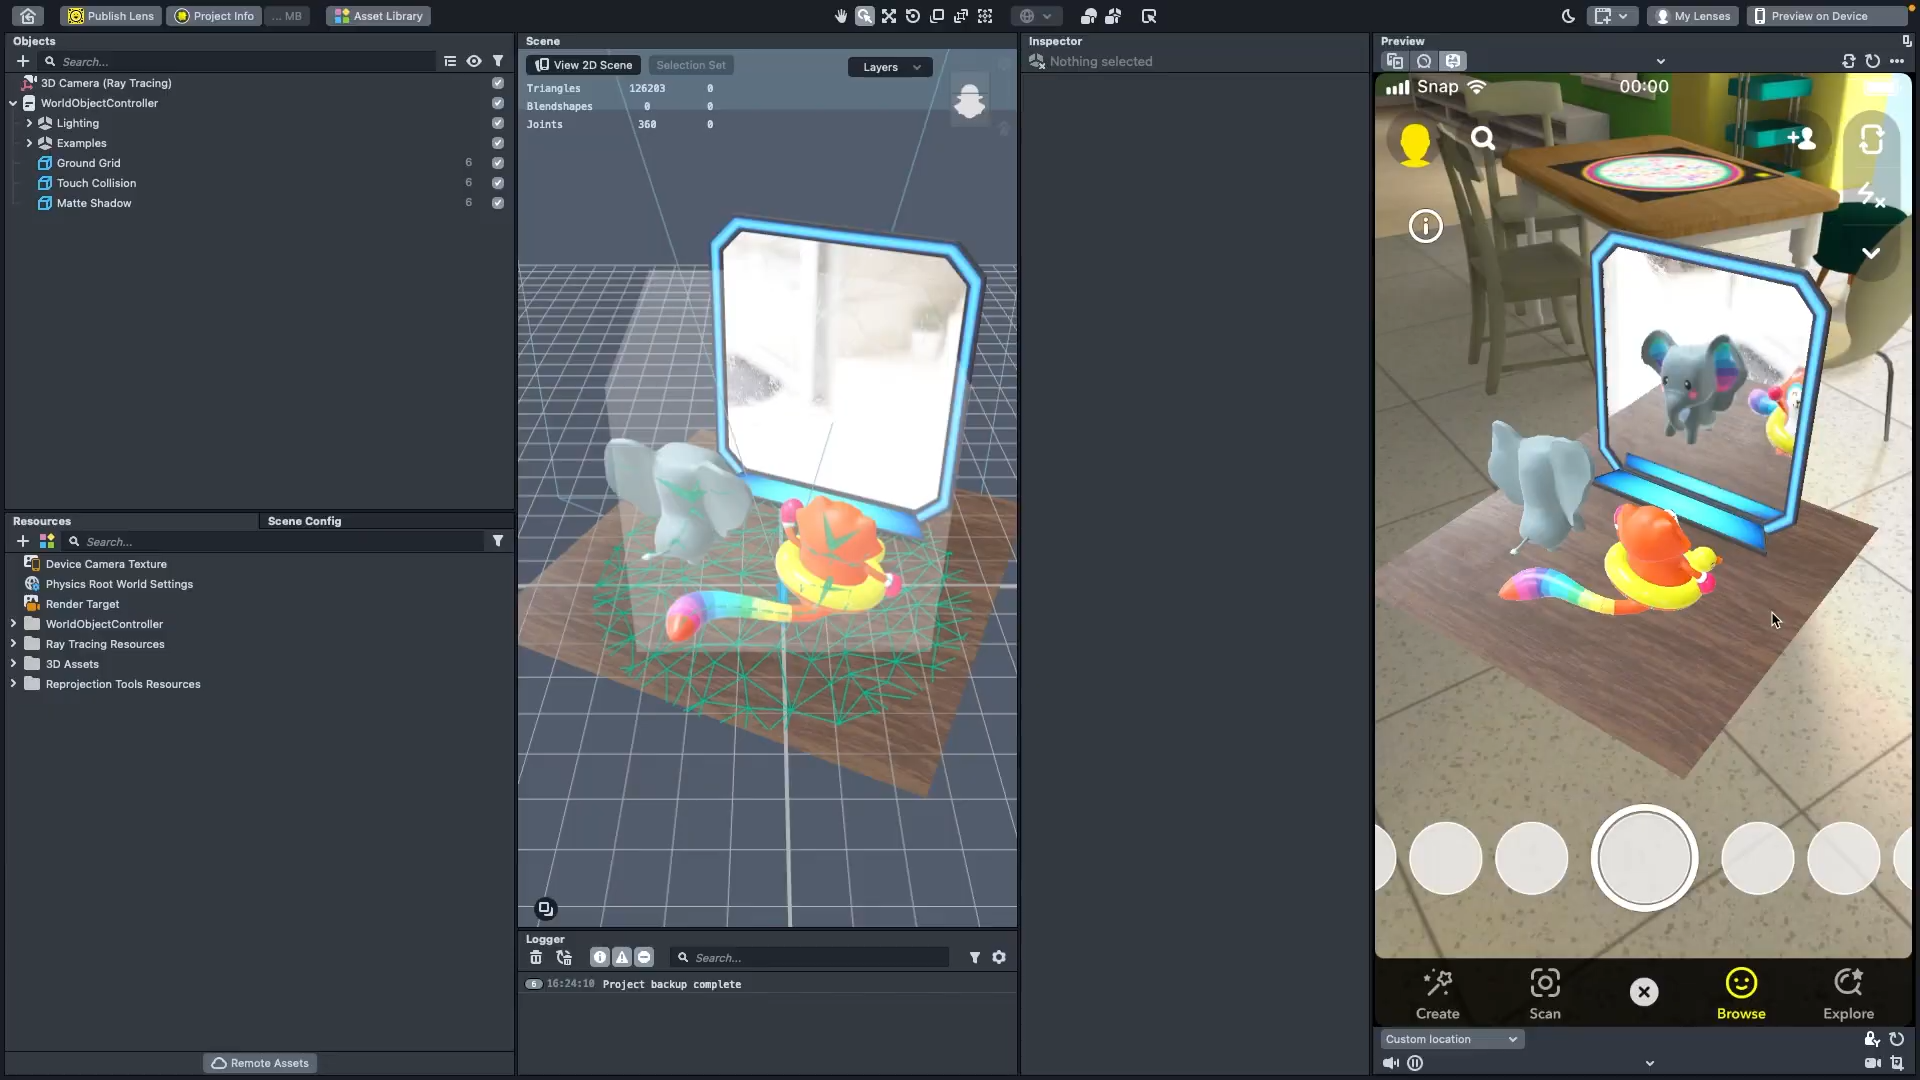 Publish Lens
Project Info
... MB
Asset Library
My Lenses
Preview on Device
Objects
Search...
3D Camera (Ray Tracing)
WorldObjectController
Lighting
Examples
Ground Grid 6
Touch Collision 6
Matte Shadow 6
Resources
Scene Config
Search...
Device Camera Texture
Physics Root World Settings
Render Target
WorldObjectController
Ray Tracing Resources
3D Assets
Reprojection Tools Resources
Remote Assets
Scene
View 2D Scene
Selection Set
Layers
Triangles 126203 0
Blendshapes 0 0
Joints 360 0
Logger
Search...
6 16:24:10 Project backup complete
Inspector
Nothing selected
Preview
Snap
00:00
Create
Scan
Browse
Explore
Custom location